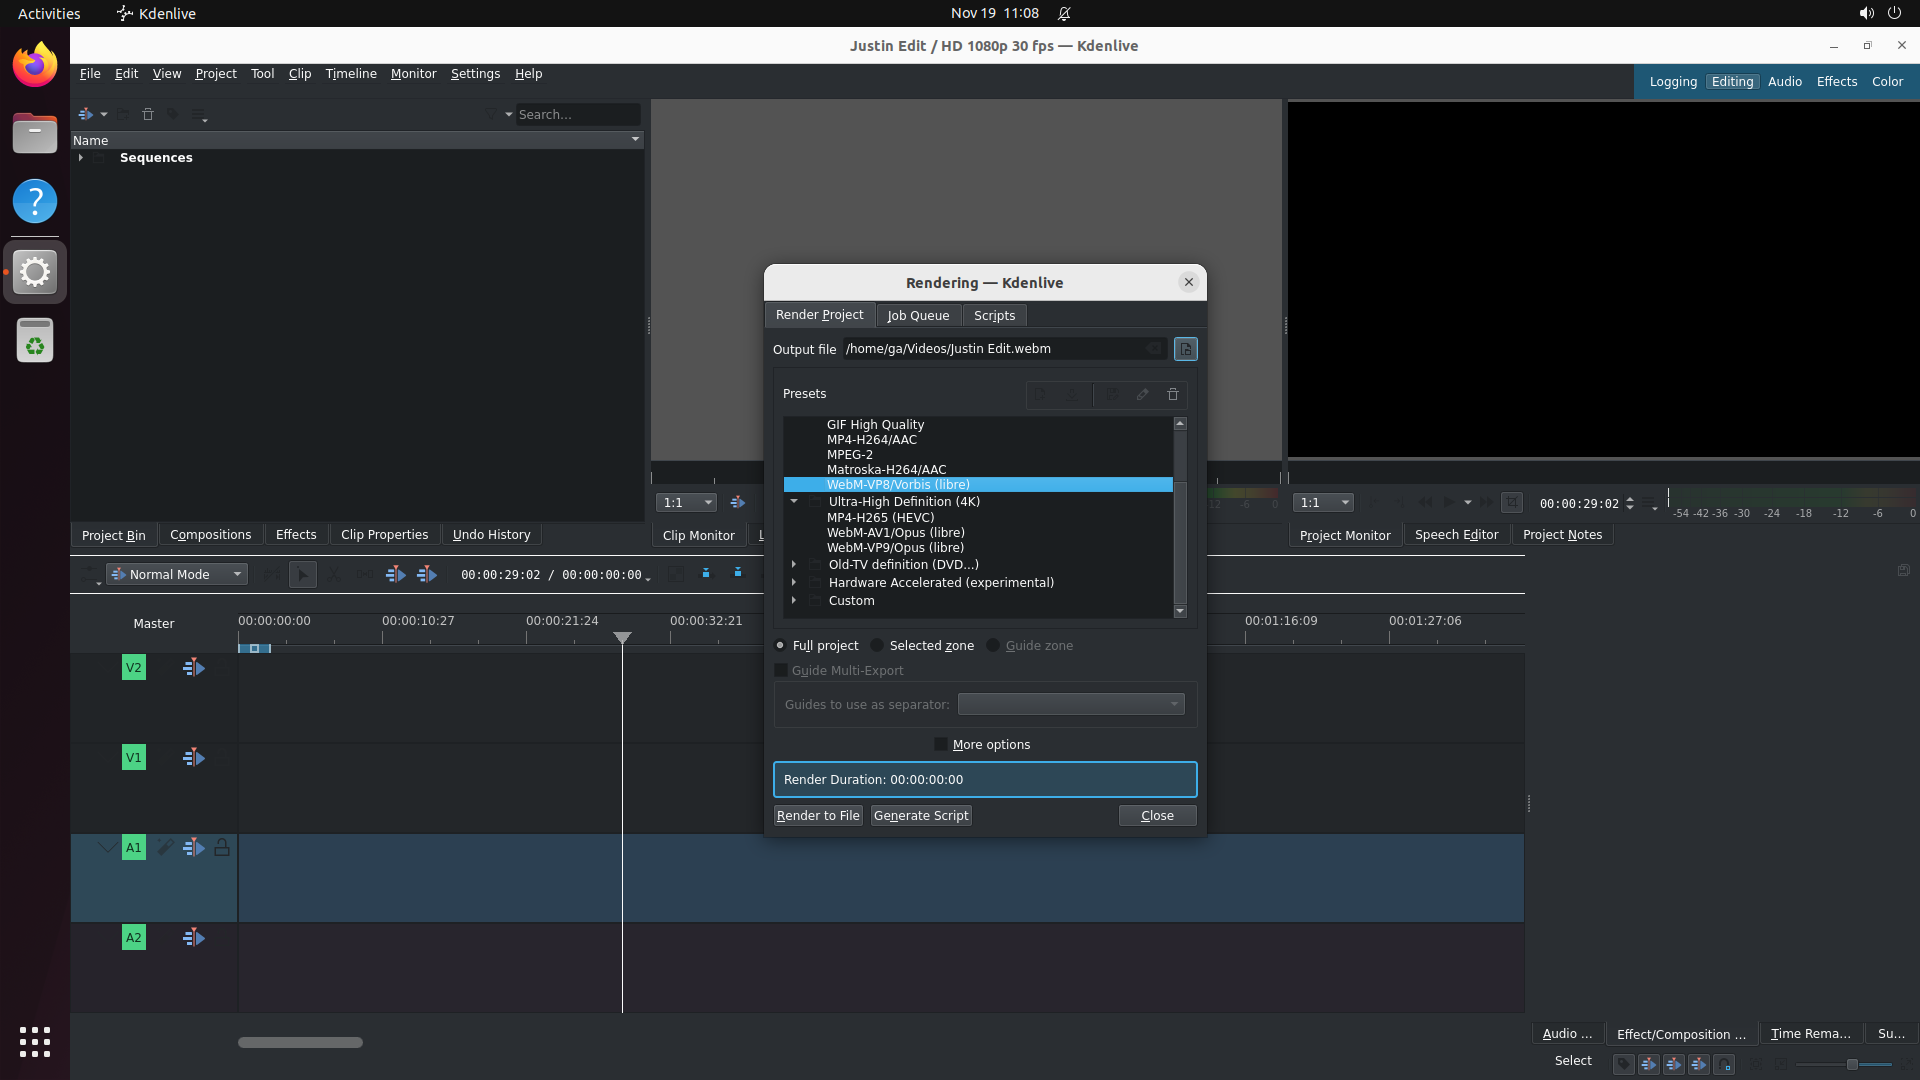 Activities
Kdenlive
Nov 19 11:08
Justin Edit / HD 1080p 30 fps — Kdenlive
File Edit View Project Tool Clip Timeline Monitor Settings Help
Logging Editing Audio Effects Color
Search...
Name
Sequences
Rendering — Kdenlive
Render Project Job Queue Scripts
Output file /home/ga/Videos/Justin Edit.webm
Presets
GIF High Quality
MP4-H264/AAC
MPEG-2
Matroska-H264/AAC
WebM-VP8/Vorbis (libre)
Ultra-High Definition (4K)
MP4-H265 (HEVC)
WebM-AV1/Opus (libre)
WebM-VP9/Opus (libre)
Old-TV definition (DVD...)
Hardware Accelerated (experimental)
Custom
Full project Selected zone Guide zone
Guide Multi-Export
Guides to use as separator:
More options
Render Duration: 00:00:00:00
Render to File Generate Script Close
1:1
12 -6 0
1:1
00:00:29:02
-54 -42 -36 -30 -24 -18 -12 -6 0
Project Bin Compositions Effects Clip Properties Undo History
Clip Monitor
Project Monitor Speech Editor Project Notes
Normal Mode
00:00:29:02 / 00:00:00:00
Master
00:00:00:00 00:00:10:27 00:00:21:24 00:00:32:21 00:01:16:09 00:01:27:06
V2
V1
A1
A2
Audio ... Effect/Composition ... Time Rema... Su...
Select